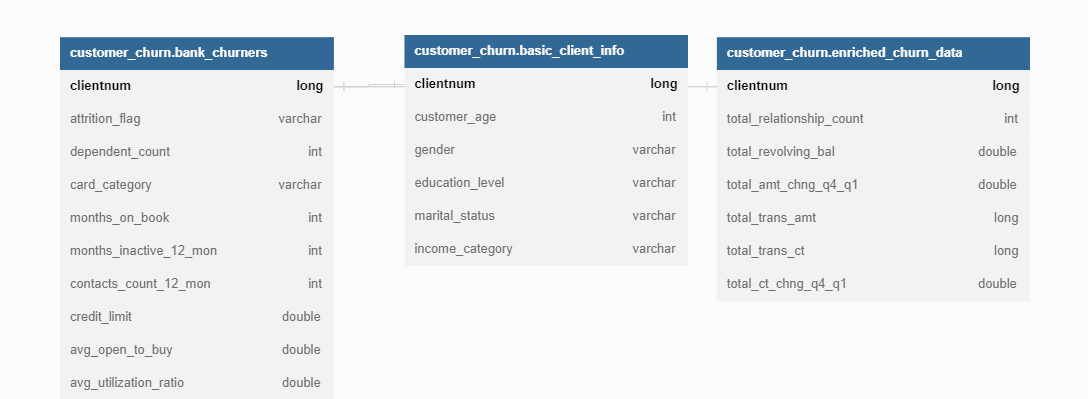 customer_churn.bank_churners
clientnum long
attrition_flag varchar
dependent_count int
card_category varchar
months_on_book int
months_inactive_12_mon int
contacts_count_12_mon int
credit_limit double
avg_open_to_buy double
avg_utilization_ratio double
customer_churn.basic_client_info
clientnum long
customer_age int
gender varchar
education_level varchar
marital_status varchar
income_category varchar
customer_churn.enriched_churn_data
clientnum long
total_relationship_count int
total_revolving_bal double
total_amt_chng_q4_q1 double
total_trans_amt long
total_trans_ct long
total_ct_chng_q4_q1 double